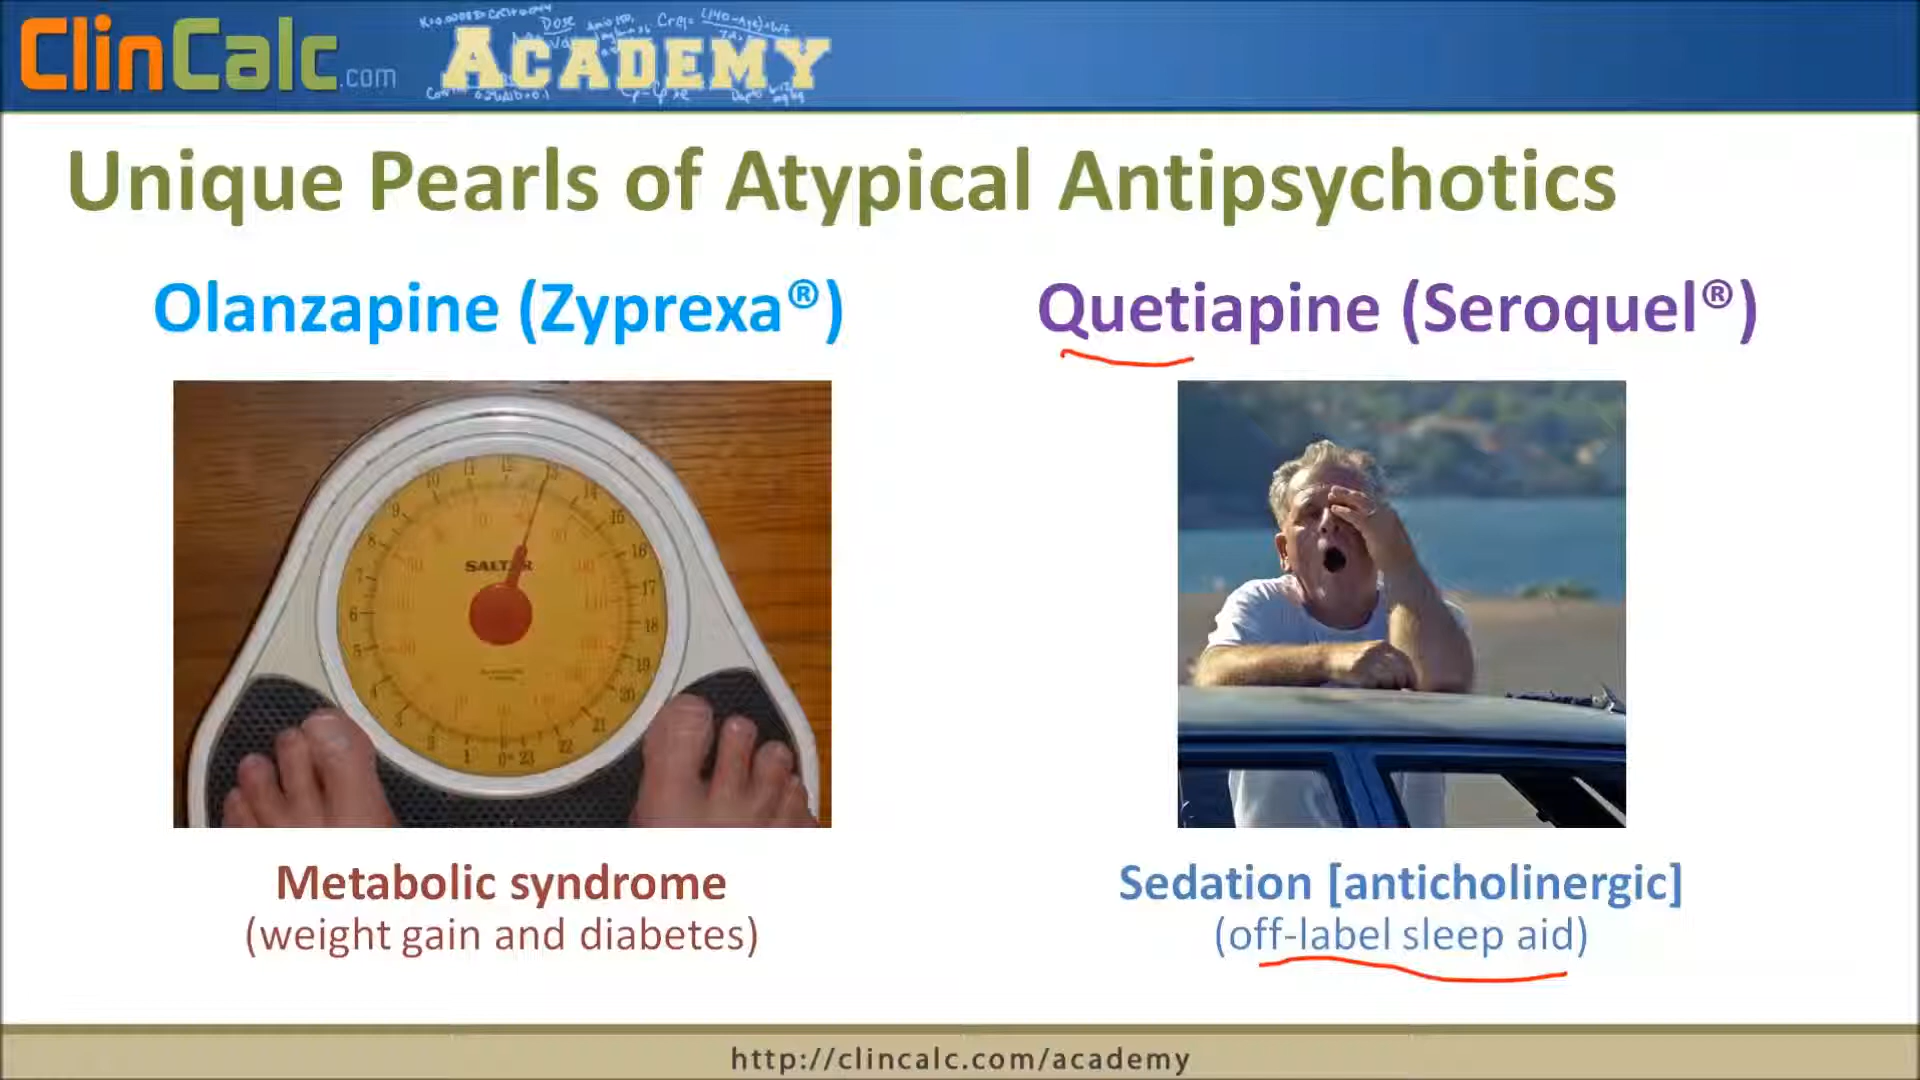 ClinCalc.com ACADEMY
Unique Pearls of Atypical Antipsychotics
Olanzapine (Zyprexa®)
Quetiapine (Seroquel®)
SALTER
Metabolic syndrome
(weight gain and diabetes)
Sedation [anticholinergic]
(off-label sleep aid)
http://clincalc.com/academy